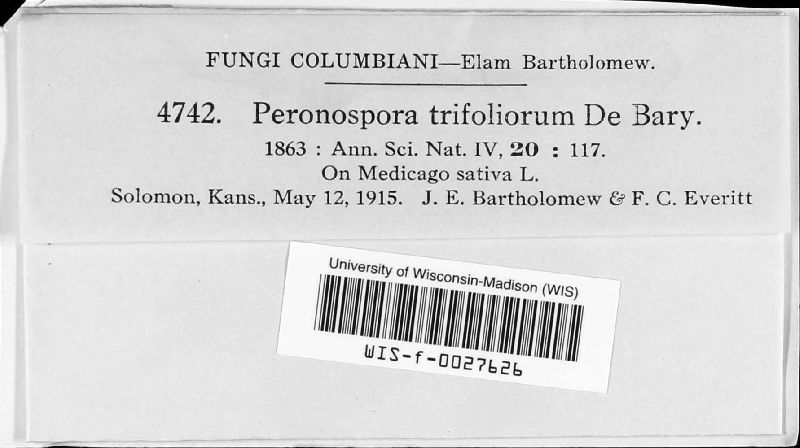 FUNGI COLUMBIANI—Elam Bartholomew.
4742. Peronospora trifoliorum De Bary.
1863 : Ann. Sci. Nat. IV, 20 : 117.
On Medicago sativa L.
Solomon, Kans., May 12, 1915. J. E. Bartholomew & F. C. Everitt
University of Wisconsin-Madison (WIS)
WIS-f-0027626